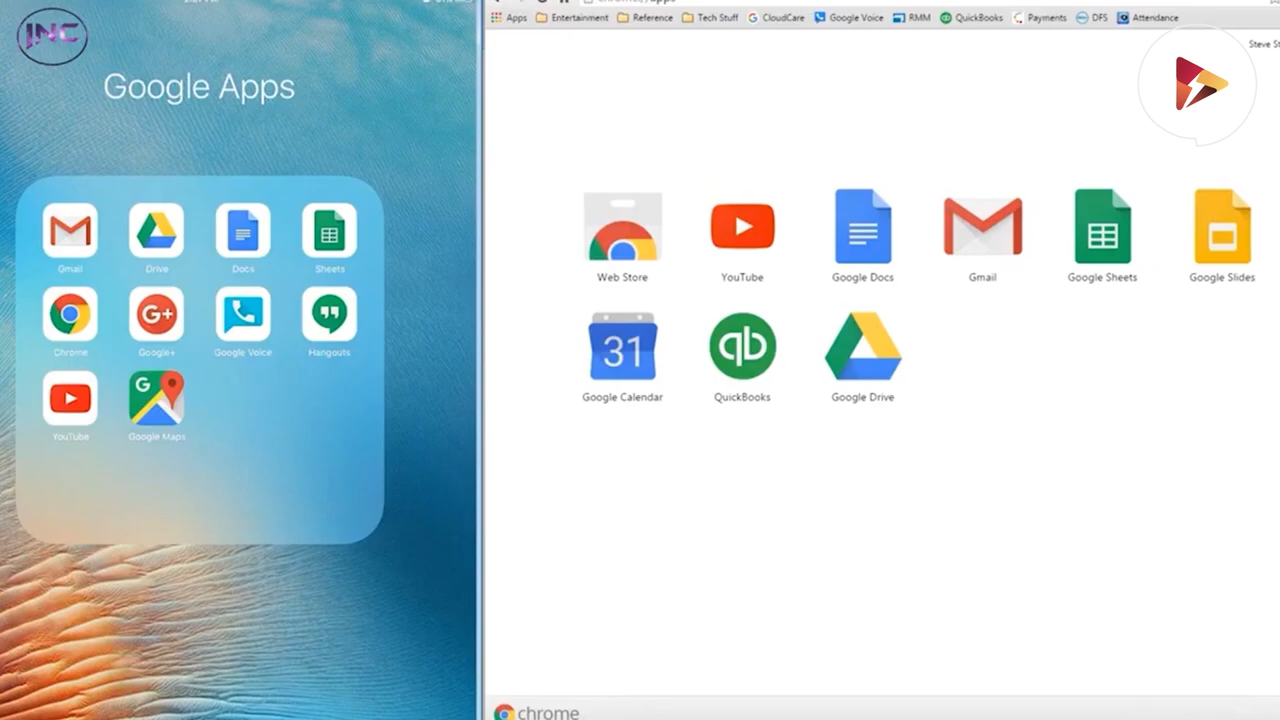 INC
Google Apps
Gmail Drive Docs Sheets
Chrome Google+ Google Voice Hangouts
YouTube Google Maps
Apps Entertainment Reference Tech Stuff CloudCare Google Voice RMM QuickBooks Payments DFS Attendance
Web Store YouTube Google Docs Gmail Google Sheets Google Slides
31 qb
Google Calendar QuickBooks Google Drive
chrome